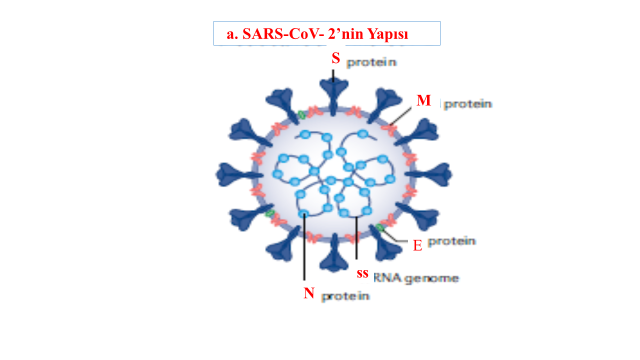 a. SARS-CoV- 2’nin Yapısı
S protein
M protein
E protein
ss RNA genome
N protein